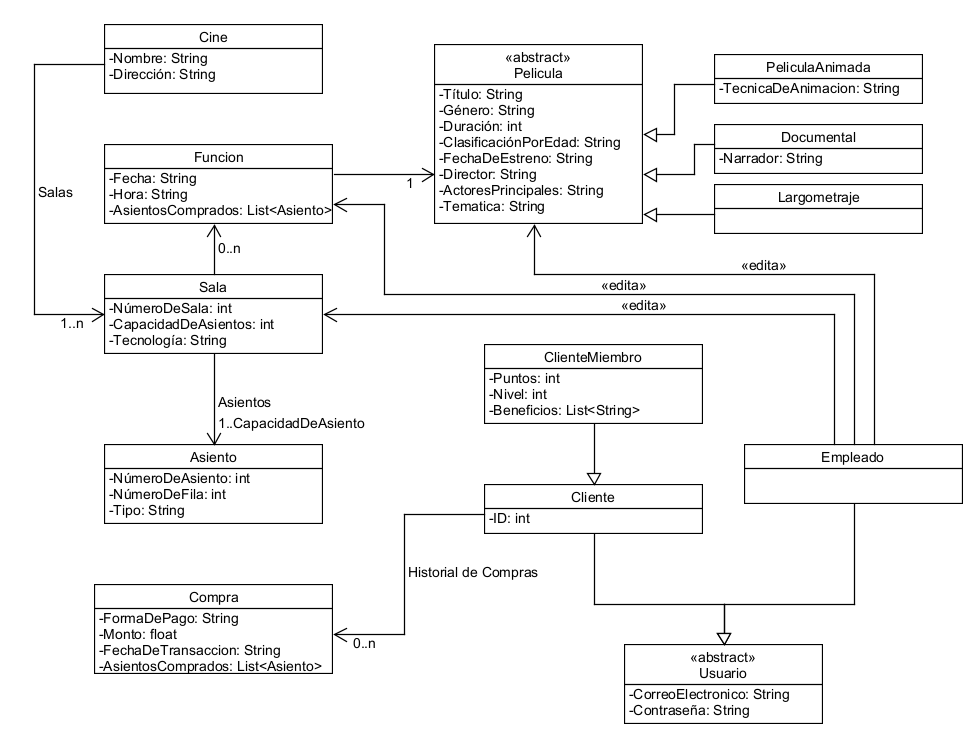 Cine
-Nombre: String
-Dirección: String
«abstract»
Pelicula
-Título: String
-Género: String
-Duración: int
-ClasificaciónPorEdad: String
-FechaDeEstreno: String
-Director: String
-ActoresPrincipales: String
-Tematica: String
PeliculaAnimada
-TecnicaDeAnimacion: String
Documental
-Narrador: String
Largometraje
Funcion
-Fecha: String
-Hora: String
-AsientosComprados: List<Asiento>
1
Salas
0..n
«edita»
«edita»
«edita»
1..n
Sala
-NúmeroDeSala: int
-CapacidadDeAsientos: int
-Tecnología: String
ClienteMiembro
-Puntos: int
-Nivel: int
-Beneficios: List<String>
Asientos
1..CapacidadDeAsiento
Asiento
-NúmeroDeAsiento: int
-NúmeroDeFila: int
-Tipo: String
Empleado
Cliente
-ID: int
Historial de Compras
0..n
Compra
-FormaDePago: String
-Monto: float
-FechaDeTransaccion: String
-AsientosComprados: List<Asiento>
«abstract»
Usuario
-CorreoElectronico: String
-Contraseña: String